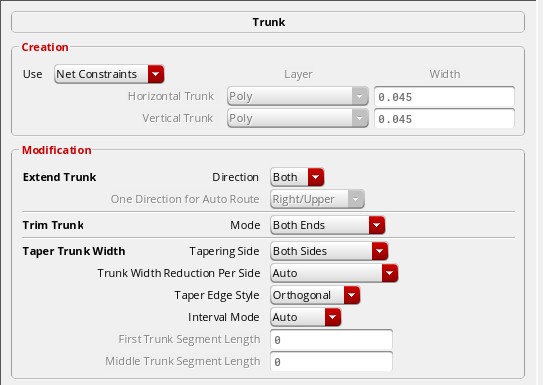 Trunk
Creation
Use Net Constraints Layer Width
Horizontal Trunk Poly 0.045
Vertical Trunk Poly 0.045
Modification
Extend Trunk Direction Both
One Direction for Auto Route Right/Upper
Trim Trunk Mode Both Ends
Taper Trunk Width Tapering Side Both Sides
Trunk Width Reduction Per Side Auto
Taper Edge Style Orthogonal
Interval Mode Auto
First Trunk Segment Length 0
Middle Trunk Segment Length 0